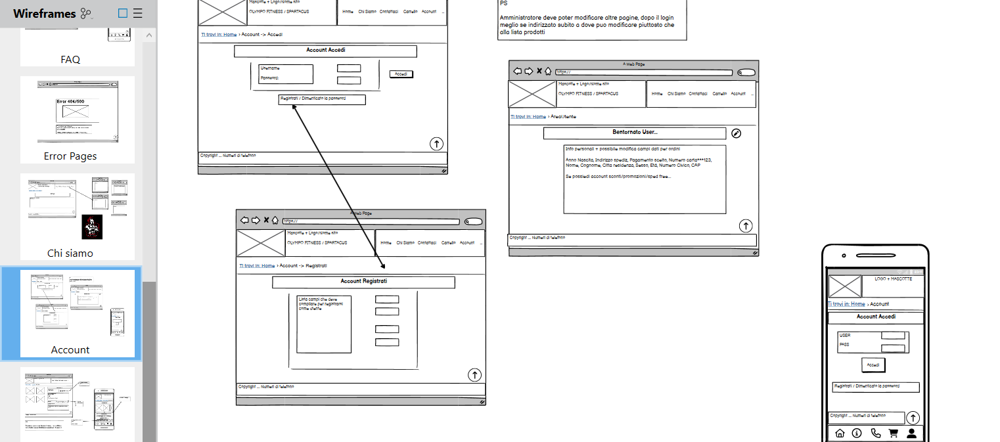 Wireframes
FAQ
Error 404/500
Error Pages
Chi siamo
Account
Mascotte + Logo/Nome sito
OLYMPO FITNESS / SPARTACUS
Home Chi Siamo Contattaci Carrello Account ...
Ti trovi in: Home > Account -> Accedi
Account Accedi
Username
Password:
Accedi
Registrati / Dimenticato la password
Copyright ... Numeri di telefono
A Web Page
https://
Mascotte + Logo/Nome sito
OLYMPO FITNESS / SPARTACUS
Home Chi Siamo Contattaci Carrello Account ...
Ti trovi in: Home > Account -> Registrati
Account Registrati
Lista campi che deve
compilare per registrarsi
come utente
Copyright ... Numeri di telefono
PS
Amministratore deve poter modificare altre pagine, dopo il login
meglio se indirizzato subito a dove puo modificare piuttosto che
alla lista prodotti
A Web Page
https://
Mascotte + Logo/Nome sito
OLYMPO FITNESS / SPARTACUS
Home Chi Siamo Contattaci Carrello Account ...
Ti trovi in: Home > AreaUtente
Bentornato User...
Info personali + possibile modifica campi dati per ordini
Anno Nascita, Indirizzo spediz, Pagamento scelto, Numero carta***123,
Nome, Cognome, Citta residenza, Sesso, Età, Numero Civico, CAP
Se possiedi account sconti/promozioni/sped free...
Copyright ... Numeri di telefono
LOGO + MASCOTTE
Ti trovi in: Home > Account
Account Accedi
USER
PASS
Accedi
Registrati / Dimenticato la password
Copyright ... Numeri di telefono